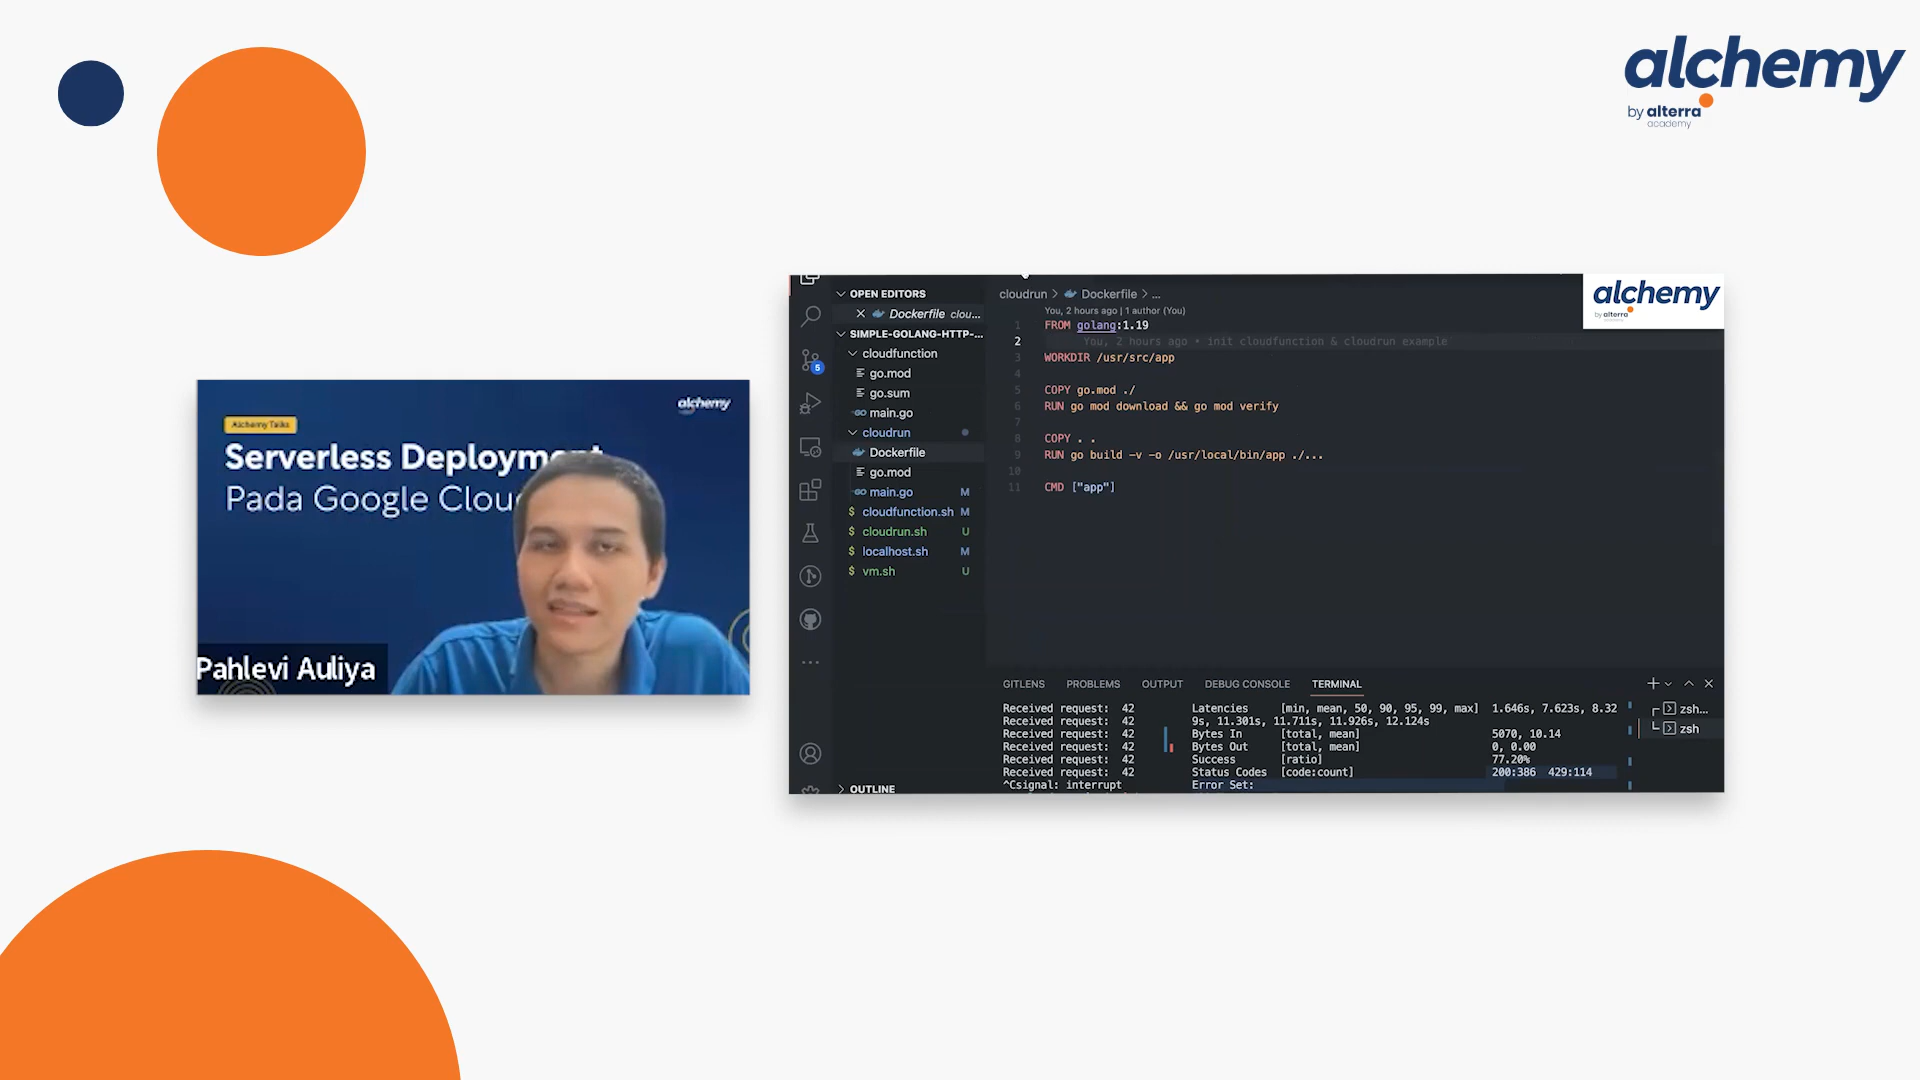 alchemy
by alterra
academy
alchemy
Alchemy Talks
Serverless Deployment
Pada Google Clou
Pahlevi Auliya
alchemy
by alterra
OPEN EDITORS
Dockerfile clou...
SIMPLE-GOLANG-HTTP-...
cloudfunction
go.mod
go.sum
main.go
cloudrun
Dockerfile
go.mod
main.go M
cloudfunction.sh M
cloudrun.sh U
localhost.sh M
vm.sh U
OUTLINE
5
cloudrun > Dockerfile > ...
You, 2 hours ago | 1 author (You)
1 FROM golang:1.19
2 You, 2 hours ago • init cloudfunction & cloudrun example
3 WORKDIR /usr/src/app
4
5 COPY go.mod ./
6 RUN go mod download && go mod verify
7
8 COPY . .
9 RUN go build -v -o /usr/local/bin/app ./...
10
11 CMD ["app"]
GITLENS PROBLEMS OUTPUT DEBUG CONSOLE TERMINAL
Received request: 42
Received request: 42
Received request: 42
Received request: 42
Received request: 42
Received request: 42
^Csignal: interrupt
Latencies [min, mean, 50, 90, 95, 99, max] 1.646s, 7.623s, 8.32
9s, 11.301s, 11.711s, 11.926s, 12.124s
Bytes In [total, mean] 5070, 10.14
Bytes Out [total, mean] 0, 0.00
Success [ratio] 77.20%
Status Codes [code:count] 200:386 429:114
Error Set:
zsh...
zsh